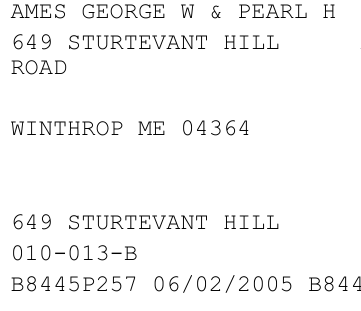 AMES GEORGE W & PEARL H
649 STURTEVANT HILL
ROAD
WINTHROP ME 04364
649 STURTEVANT HILL
010-013-B
B8445P257 06/02/2005 B844